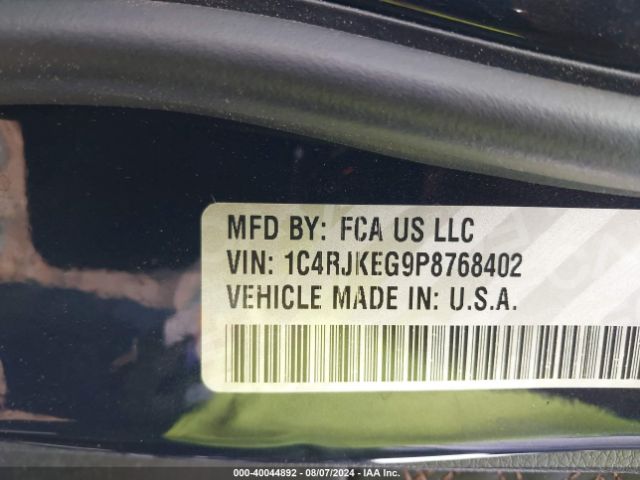 MFD BY: FCA US LLC
VIN: 1C4RJKEG9P8768402
VEHICLE MADE IN: U.S.A.
000-40044892 | 08/07/2024 | IAA Inc.